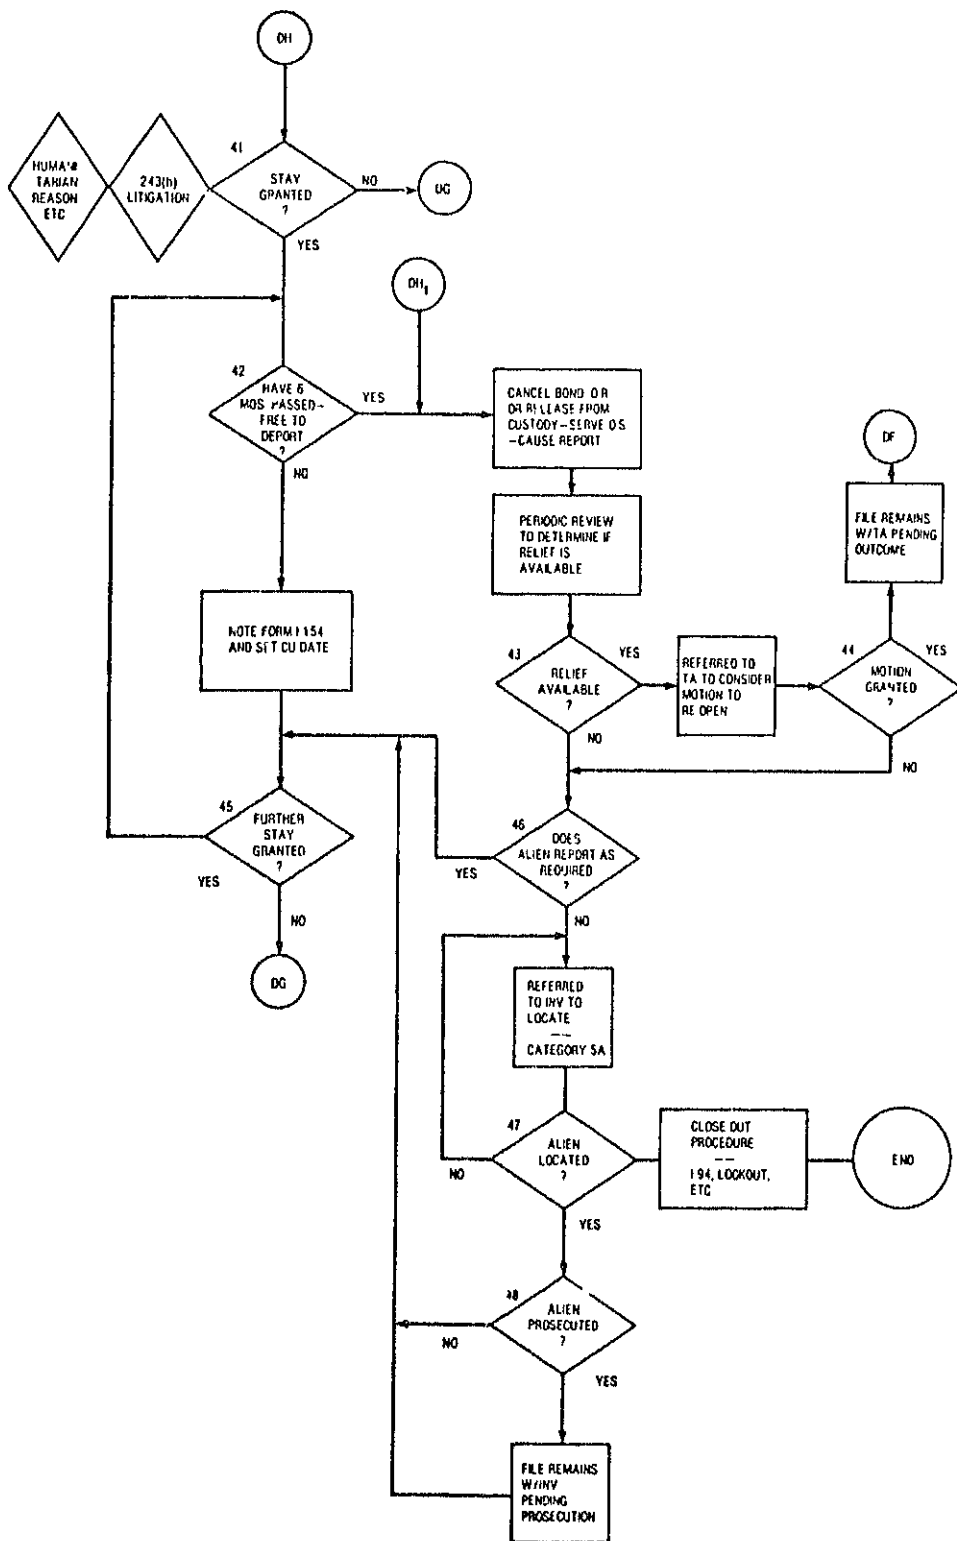 DH
41
STAY
GRANTED
?
HUMAN
TARIAN
REASON
ETC
243(h)
LITIGATION
NO
DG
YES
DH1
42
HAVE 6
MOS. PASSED-
FREE TO
DEPORT
?
YES
NO
CANCEL BOND O R
OR RELEASE FROM
CUSTODY-SERVE O S
-CAUSE REPORT
PERIODIC REVIEW
TO DETERMINE IF
RELIEF IS
AVAILABLE
DF
FILE REMAINS
W/TA PENDING
OUTCOME
NOTE FORM I 154
AND SET CU DATE
43
RELIEF
AVAILABLE
?
YES
NO
REFERRED TO
TA TO CONSIDER
MOTION TO
RE OPEN
44
MOTION
GRANTED
?
YES
NO
45
FURTHER
STAY
GRANTED
?
YES
NO
DG
46
DOES
ALIEN REPORT AS
REQUIRED
?
YES
NO
REFERRED
TO INV TO
LOCATE
--
CATEGORY 5A
47
ALIEN
LOCATED
?
NO
YES
CLOSE OUT
PROCEDURE
--
I 94, LOOKOUT,
ETC
END
48
ALIEN
PROSECUTED
?
NO
YES
FILE REMAINS
W/INV
PENDING
PROSECUTION